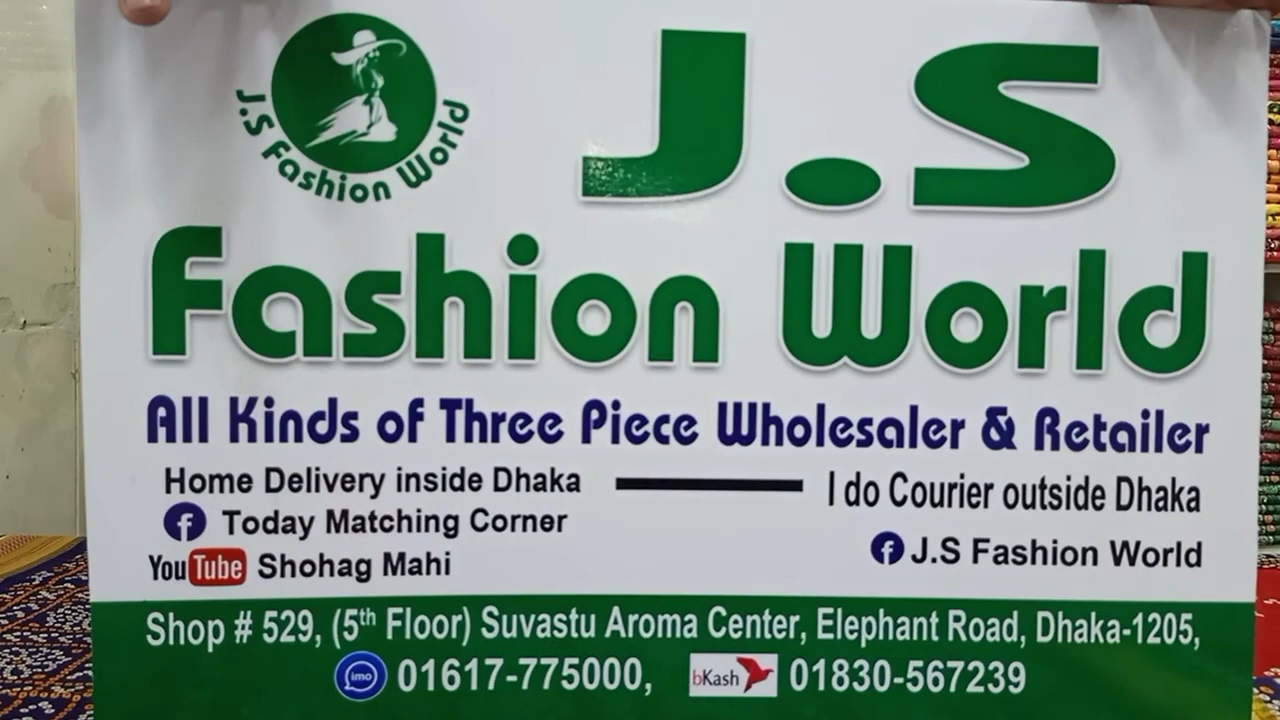 J.S Fashion World
J.S
Fashion World
All Kinds of Three Piece Wholesaler & Retailer
Home Delivery inside Dhaka
I do Courier outside Dhaka
f Today Matching Corner
f J.S Fashion World
YouTube Shohag Mahi
Shop # 529, (5th Floor) Suvastu Aroma Center, Elephant Road, Dhaka-1205,
imo 01617-775000, bKash 01830-567239